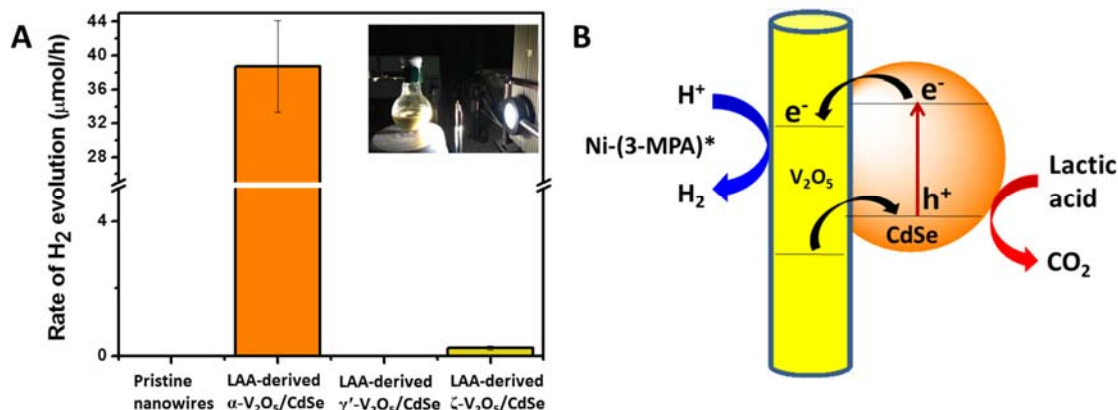 A
Rate of H₂ evolution (μmol/h)
44
40
36
32
28
4
0
Pristine
nanowires
LAA-derived
α-V₂O₅/CdSe
LAA-derived
γ'-V₂O₅/CdSe
LAA-derived
ζ-V₂O₅/CdSe
B
H⁺
Ni-(3-MPA)*
H₂
e⁻
V₂O₅
e⁻
h⁺
CdSe
Lactic
acid
CO₂